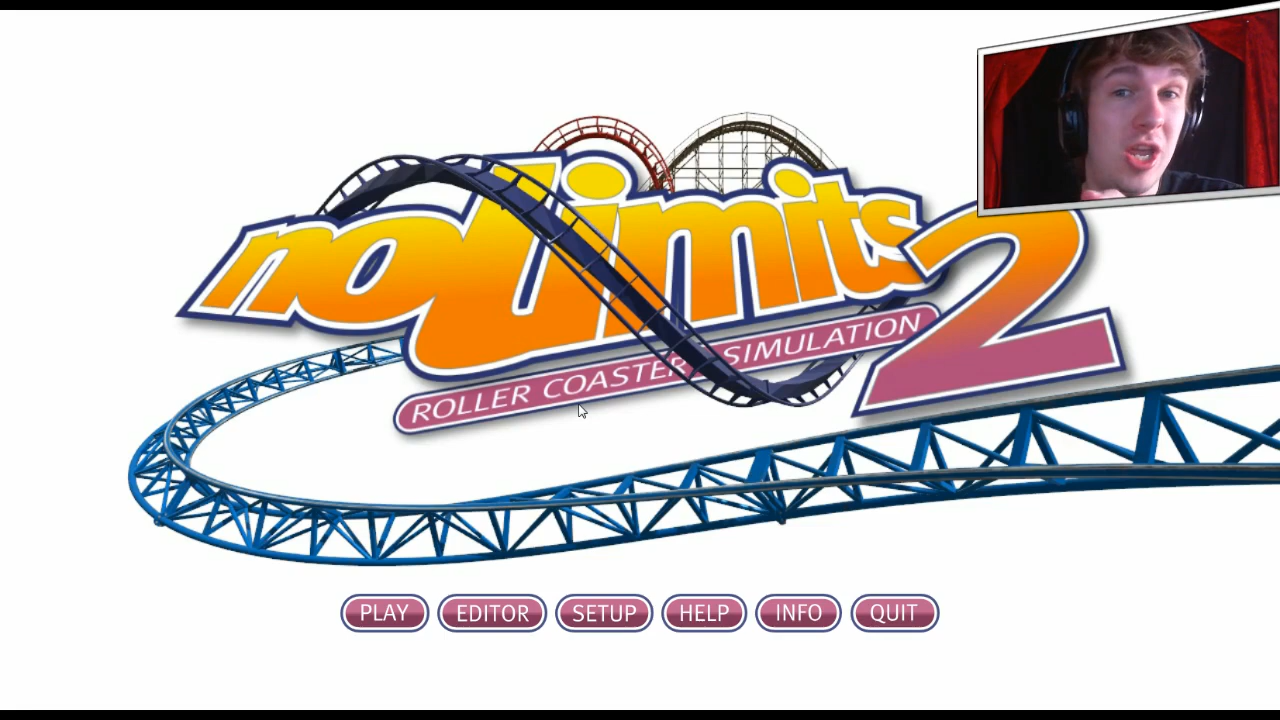 noLimits 2
ROLLER COASTER SIMULATION
PLAY EDITOR SETUP HELP INFO QUIT